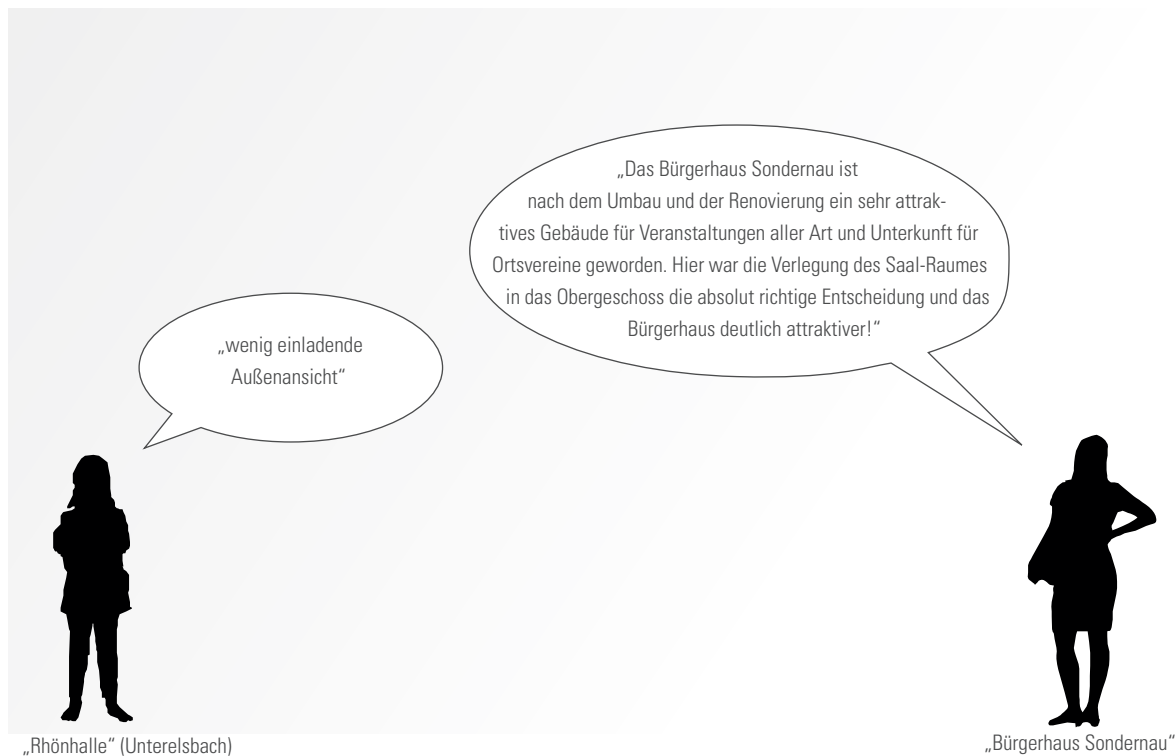 „Das Bürgerhaus Sondernau ist
nach dem Umbau und der Renovierung ein sehr attrak-
tives Gebäude für Veranstaltungen aller Art und Unterkunft für
Ortsvereine geworden. Hier war die Verlegung des Saal-Raumes
in das Obergeschoss die absolut richtige Entscheidung und das
Bürgerhaus deutlich attraktiver!“
„wenig einladende
Außenansicht“
„Rhönhalle“ (Unterelsbach)
„Bürgerhaus Sondernau“